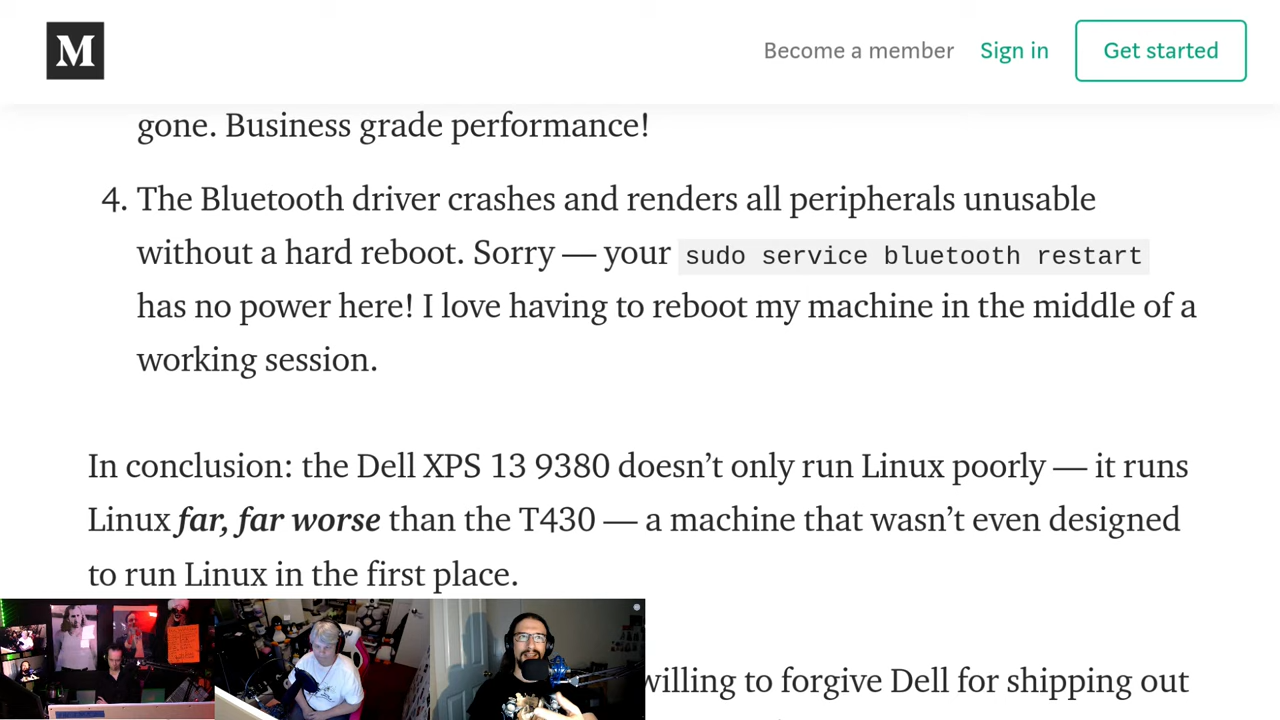 M
Become a member
Sign in
Get started
gone. Business grade performance!
4. The Bluetooth driver crashes and renders all peripherals unusable
without a hard reboot. Sorry — your sudo service bluetooth restart
has no power here! I love having to reboot my machine in the middle of a
working session.
In conclusion: the Dell XPS 13 9380 doesn’t only run Linux poorly — it runs
Linux far, far worse than the T430 — a machine that wasn’t even designed
to run Linux in the first place.
willing to forgive Dell for shipping out